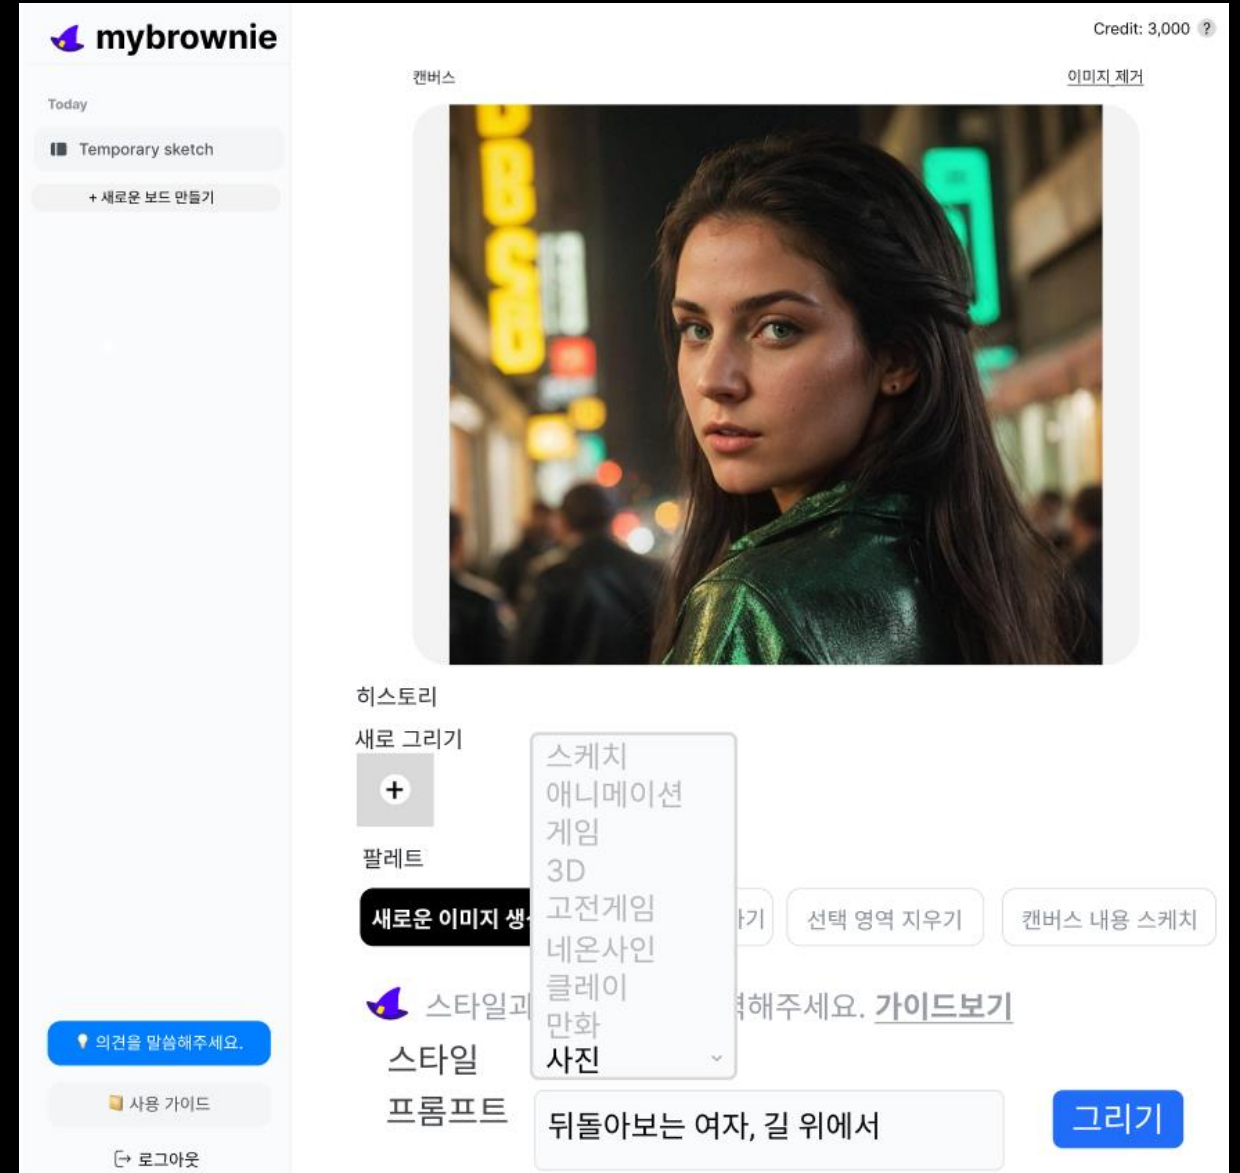 mybrownie
Credit: 3,000 ?
캔버스
이미지 제거
Today
Temporary sketch
+ 새로운 보드 만들기
히스토리
새로 그리기
+
스케치
애니메이션
게임
3D
고전게임
네온사인
클레이
만화
사진
팔레트
새로운 이미지
선택 영역 지우기
캔버스 내용 스케치
해주세요. 가이드보기
스타일
프롬프트
뒤돌아보는 여자, 길 위에서
그리기
의견을 말씀해주세요.
사용 가이드
로그아웃